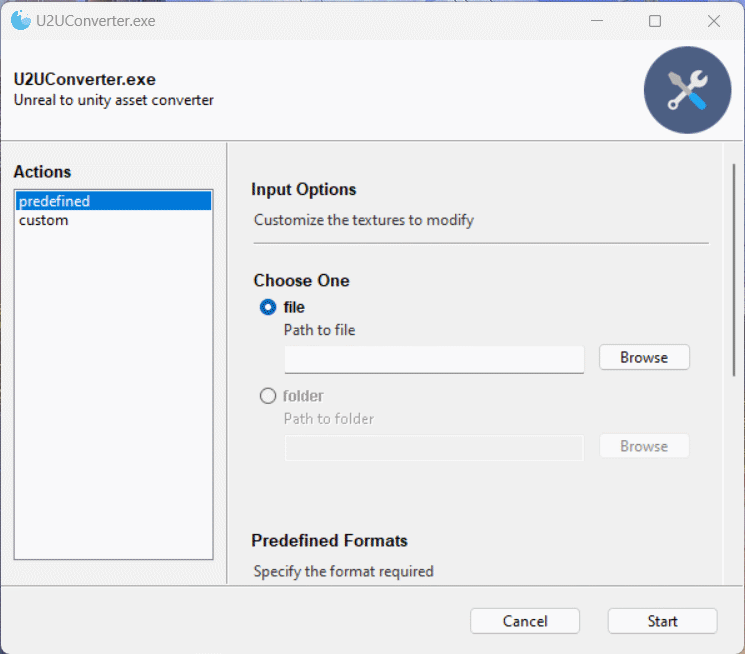 U2UConverter.exe
U2UConverter.exe
Unreal to unity asset converter
Actions
predefined
custom
Input Options
Customize the textures to modify
Choose One
file
Path to file
Browse
folder
Path to folder
Browse
Predefined Formats
Specify the format required
Cancel
Start